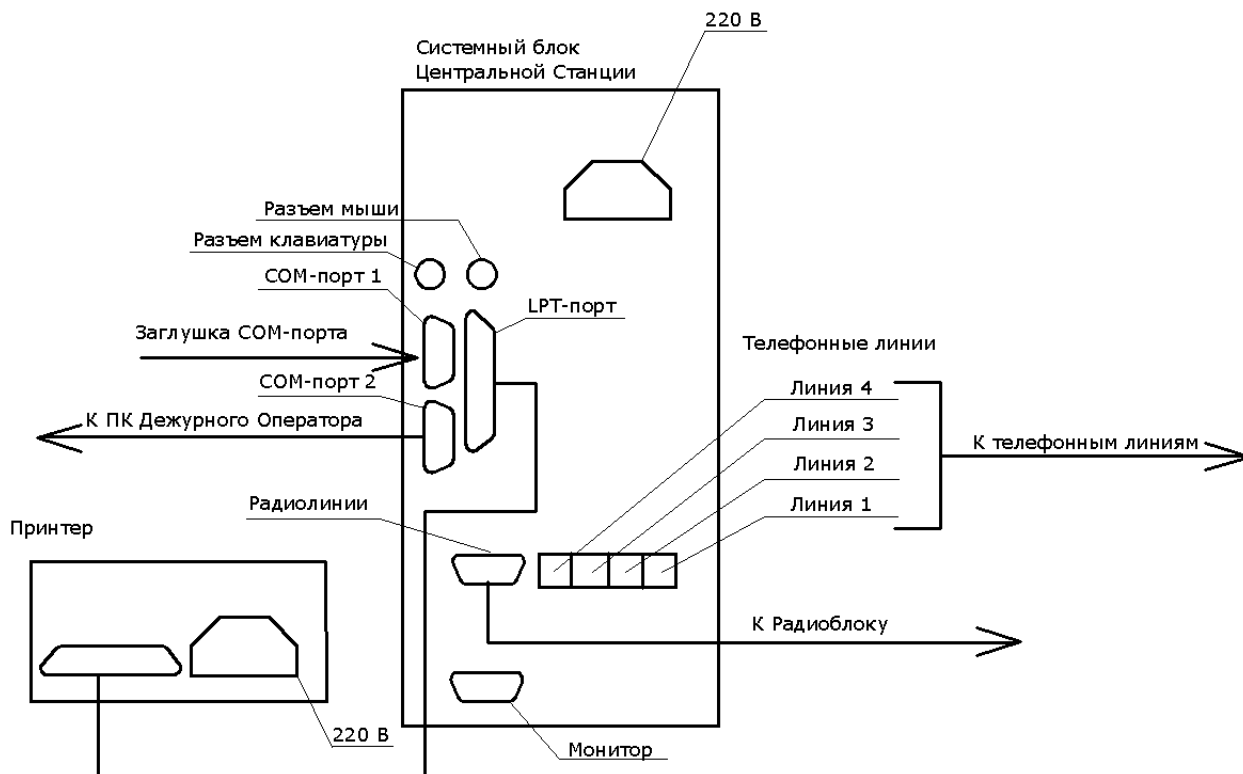 220 В
Системный блок
Центральной Станции
Разъем мыши
Разъем клавиатуры
COM-порт 1
LPT-порт
Заглушка COM-порта
Телефонные линии
COM-порт 2
Линия 4
К ПК Дежурного Оператора
Линия 3
К телефонным линиям
Линия 2
Радиолинии
Линия 1
Принтер
К Радиоблоку
220 В
Монитор